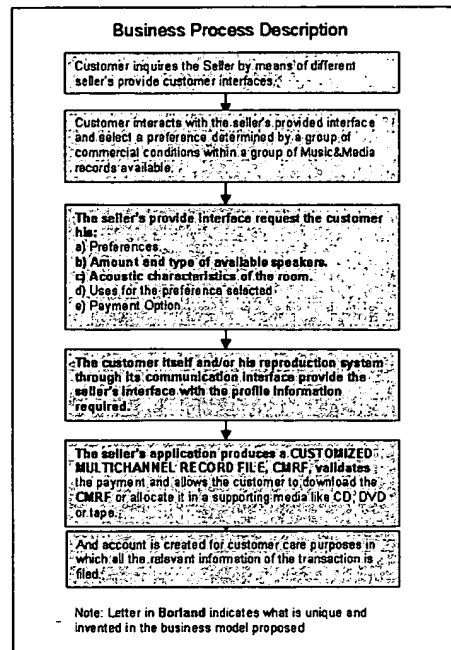 Business Process Description
Customer inquires the Seller by means of different
seller's provide customer interfaces.
Customer interacts with the seller's provided interface
and select a preference determined by a group of
commercial conditions within a group of Music&Media
records available.
The seller's provide interface request the customer
his:
a) Preferences.
b) Amount and type of available speakers.
c) Acoustic characteristics of the room.
d) Uses for the preference selected
e) Payment Option
The customer itself and/or his reproduction system
through its communication interface provide the
seller's interface with the profile information
required.
The seller's application produces a CUSTOMIZED
MULTICHANNEL RECORD FILE, CMRF, validates
the payment and allows the customer to download the
CMRF or allocate it in a supporting media like CD, DVD
or tape.
And account is created for customer care purposes in
which all the relevant information of the transaction is
filed.
Note: Letter in Borland indicates what is unique and
invented in the business model proposed